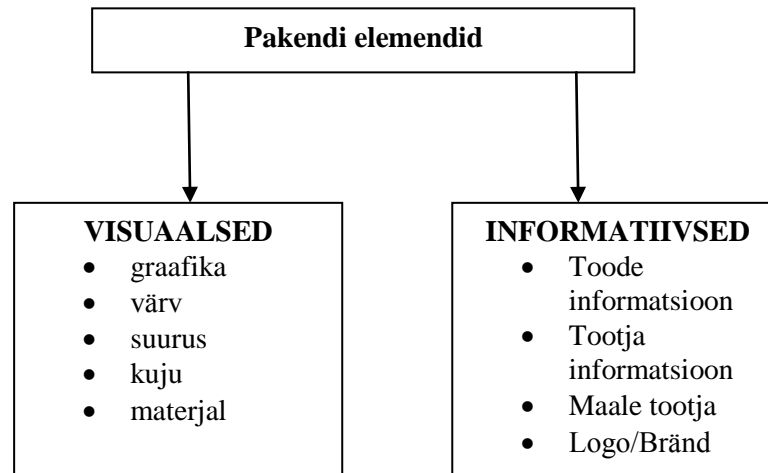 Pakendi elemendid
VISUAALSED
• graafika
• värv
• suurus
• kuju
• materjal
INFORMATIIVSED
• Toode
informatsioon
• Tootja
informatsioon
• Maale tootja
• Logo/Bränd